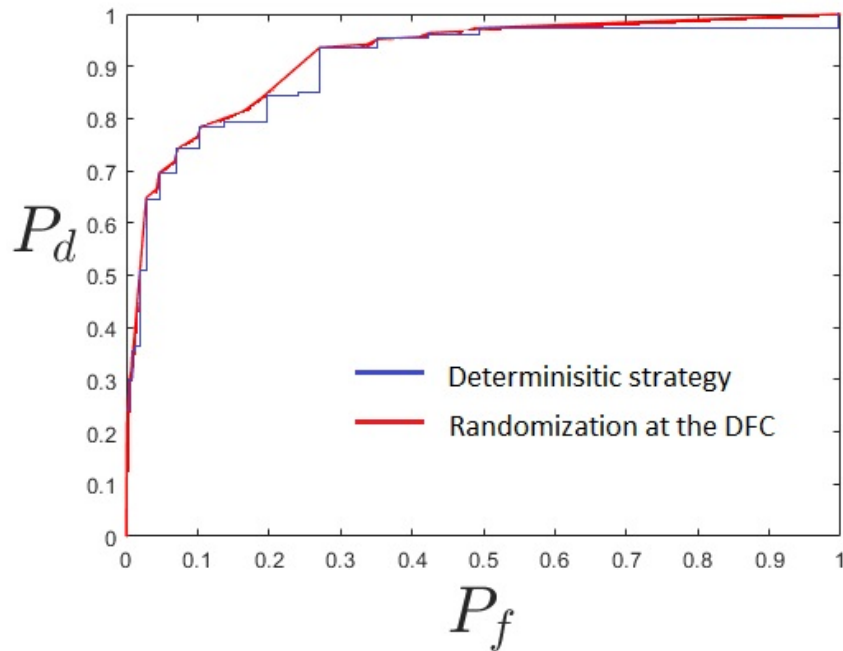 1
0.9
0.8
0.7
0.6
0.5
0.4
0.3
0.2
0.1
0
P_d
Determinisitic strategy
Randomization at the DFC
0 0.1 0.2 0.3 0.4 0.5 0.6 0.7 0.8 0.9 1
P_f